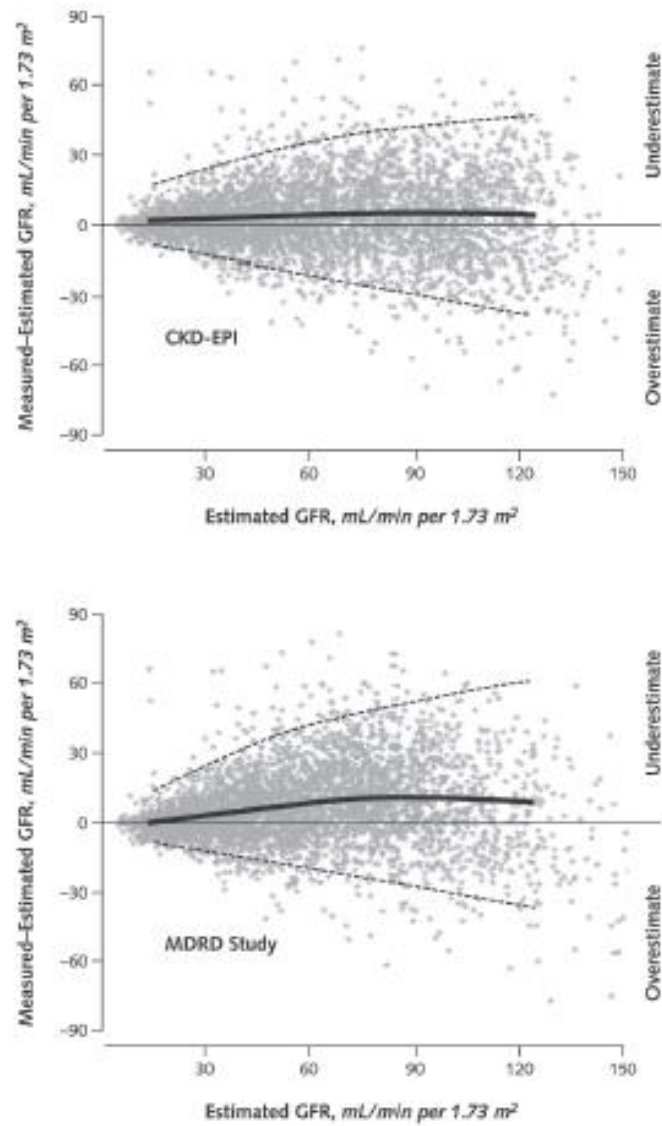 Measured–Estimated GFR, mL/min per 1.73 m²
90
60
30
0
–30
–60
–90
Underestimate
Overestimate
CKD-EPI
30
60
90
120
150
Estimated GFR, mL/min per 1.73 m²
Measured–Estimated GFR, mL/min per 1.73 m²
90
60
30
0
–30
–60
–90
Underestimate
Overestimate
MDRD Study
30
60
90
120
150
Estimated GFR, mL/min per 1.73 m²